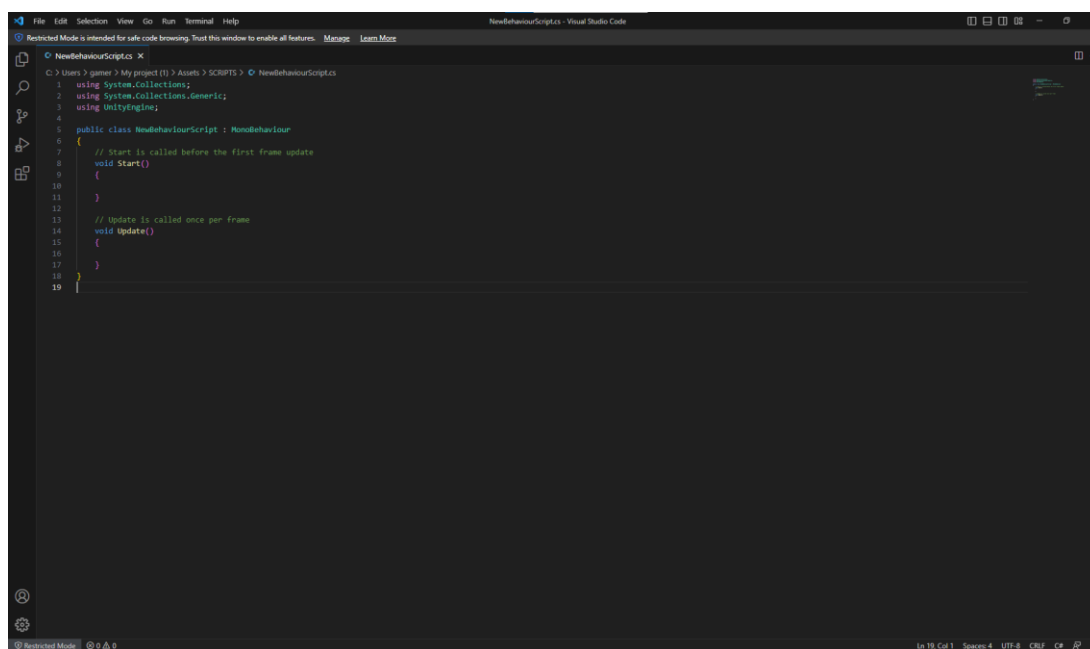 File Edit Selection View Go Run Terminal Help NewBehaviourScript.cs - Visual Studio Code
Restricted Mode is intended for safe code browsing. Trust this window to enable all features. Manage Learn More
NewBehaviourScript.cs
C: > Users > gamer > My project (1) > Assets > SCRIPTS > NewBehaviourScript.cs
1 using System.Collections;
2 using System.Collections.Generic;
3 using UnityEngine;
4
5 public class NewBehaviourScript : MonoBehaviour
6 {
7 // Start is called before the first frame update
8 void Start()
9 {
10
11 }
12
13 // Update is called once per frame
14 void Update()
15 {
16
17 }
18 }
19
Restricted Mode 0 0 Ln 19, Col 1 Spaces: 4 UTF-8 CRLF C#